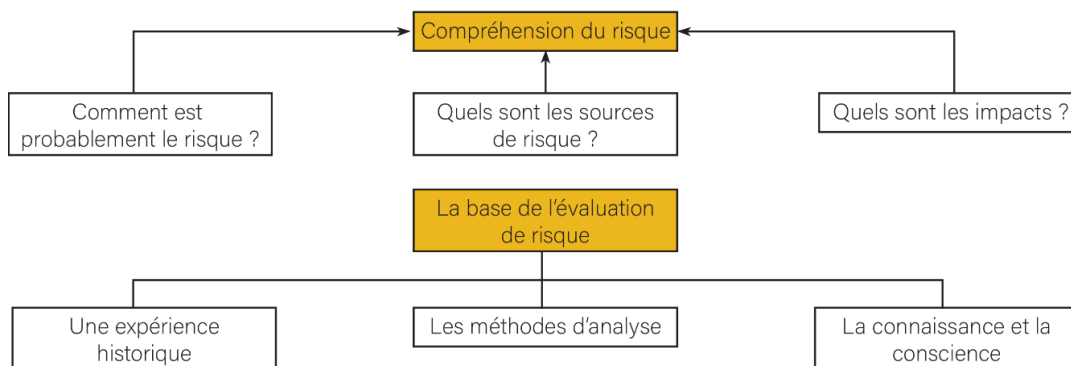 Compréhension du risque
Comment est
probablement le risque ?
Quels sont les sources
de risque ?
Quels sont les impacts ?
La base de l'évaluation
de risque
Une expérience
historique
Les méthodes d'analyse
La connaissance et la
conscience